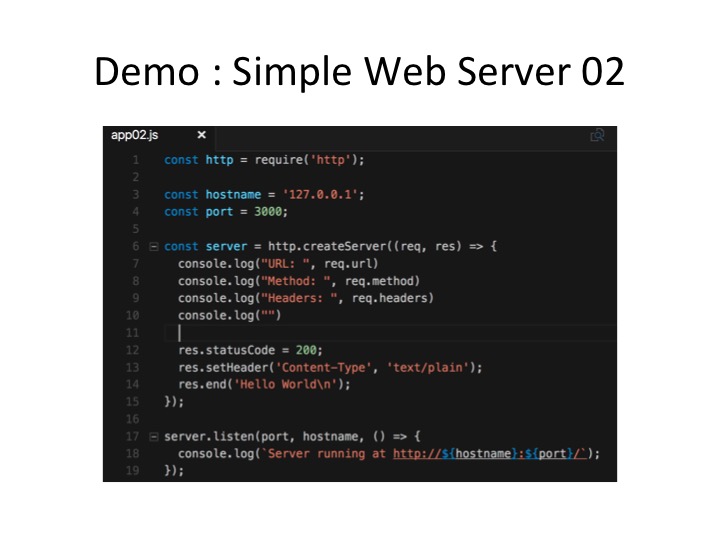 Demo : Simple Web Server 02
app02.js ×
1 const http = require('http');
2
3 const hostname = '127.0.0.1';
4 const port = 3000;
5
6 const server = http.createServer((req, res) => {
7 console.log("URL: ", req.url)
8 console.log("Method: ", req.method)
9 console.log("Headers: ", req.headers)
10 console.log("")
11
12 res.statusCode = 200;
13 res.setHeader('Content-Type', 'text/plain');
14 res.end('Hello World\n');
15 });
16
17 server.listen(port, hostname, () => {
18 console.log(`Server running at http://${hostname}:${port}/`);
19 });